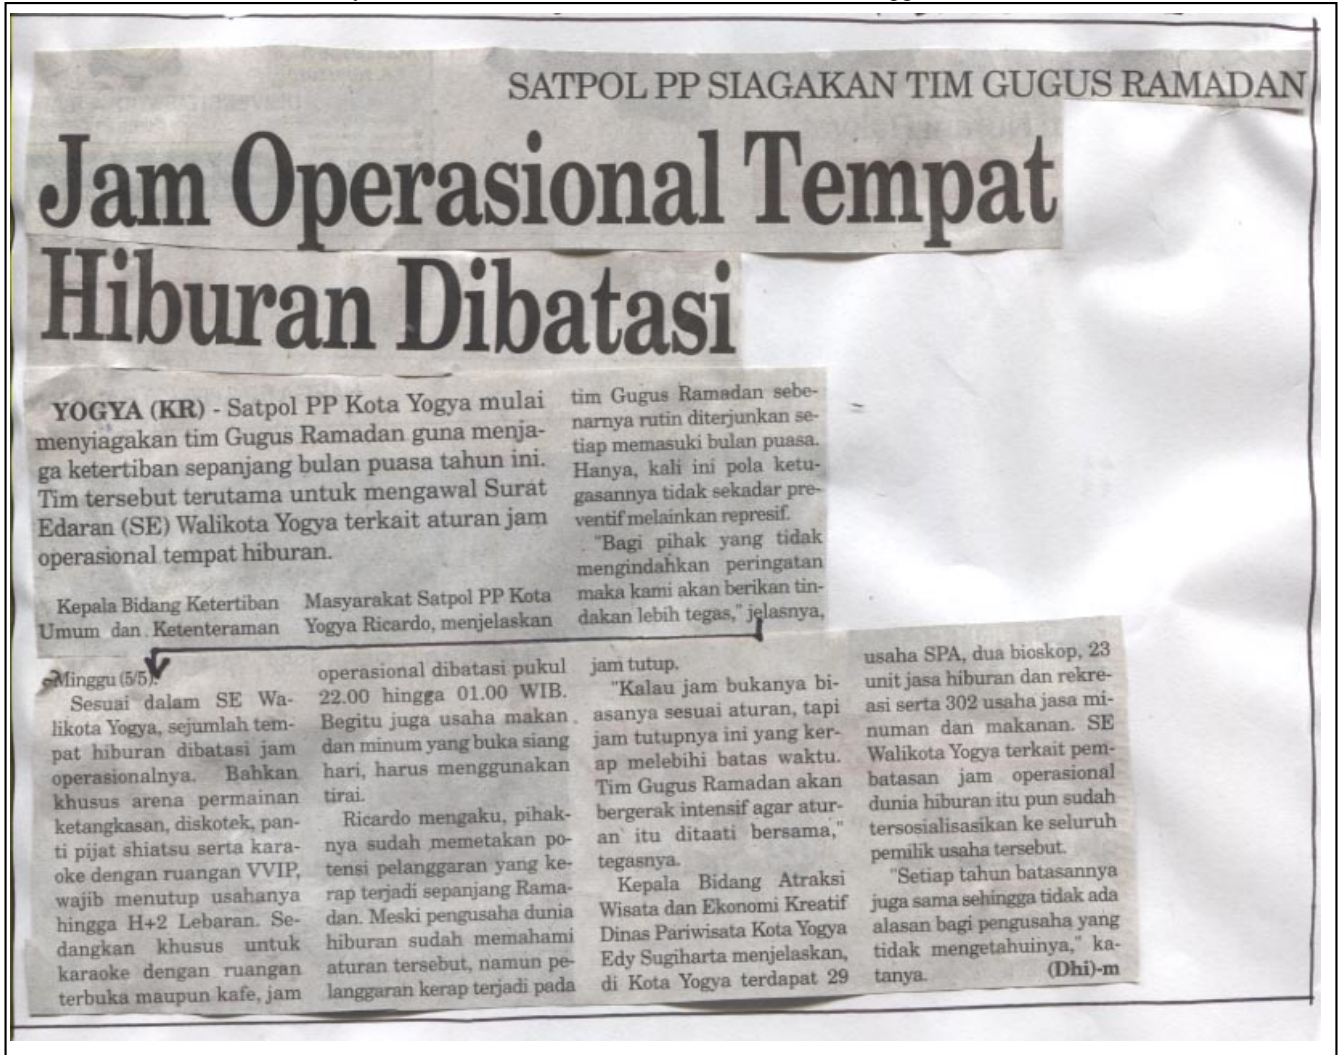 SATPOL PP SIAGAKAN TIM GUGUS RAMADAN
Jam Operasional Tempat
Hiburan Dibatasi
YOGYA (KR) - Satpol PP Kota Yogya mulai
menyiagakan tim Gugus Ramadan guna menja-
ga ketertiban sepanjang bulan puasa tahun ini.
Tim tersebut terutama untuk mengawal Surat
Edaran (SE) Walikota Yogya terkait aturan jam
operasional tempat hiburan.
Kepala Bidang Ketertiban
Umum dan Ketenteraman
Masyarakat Satpol PP Kota
Yogya Ricardo, menjelaskan
tim Gugus Ramadan sebe-
narnya rutin diterjunkan se-
tiap memasuki bulan puasa.
Hanya, kali ini pola ketu-
gasannya tidak sekadar pre-
ventif melainkan represif.
"Bagi pihak yang tidak
mengindahkan peringatan
maka kami akan berikan tin-
dakan lebih tegas," jelasnya,
Minggu (5/5).
Sesuai dalam SE Wa-
likota Yogya, sejumlah tem-
pat hiburan dibatasi jam
operasionalnya. Bahkan
khusus arena permainan
ketangkasan, diskotek, pan-
ti pijat shiatsu serta kara-
oke dengan ruangan VVIP,
wajib menutup usahanya
hingga H+2 Lebaran. Se-
dangkan khusus untuk
karaoke dengan ruangan
terbuka maupun kafe, jam
operasional dibatasi pukul
22.00 hingga 01.00 WIB.
Begitu juga usaha makan
dan minum yang buka siang
hari, harus menggunakan
tirai.
Ricardo mengaku, pihak-
nya sudah memetakan po-
tensi pelanggaran yang ke-
rap terjadi sepanjang Rama-
dan. Meski pengusaha dunia
hiburan sudah memahami
aturan tersebut, namun pe-
langgaran kerap terjadi pada
jam tutup.
"Kalau jam bukanya bi-
asanya sesuai aturan, tapi
jam tutupnya ini yang ker-
ap melebihi batas waktu.
Tim Gugus Ramadan akan
bergerak intensif agar atur-
an itu ditaati bersama,"
tegasnya.
Kepala Bidang Atraksi
Wisata dan Ekonomi Kreatif
Dinas Pariwisata Kota Yogya
Edy Sugiharta menjelaskan,
di Kota Yogya terdapat 29
usaha SPA, dua bioskop, 23
unit jasa hiburan dan rekre-
asi serta 302 usaha jasa mi-
numan dan makanan. SE
Walikota Yogya terkait pem-
batasan jam operasional
dunia hiburan itu pun sudah
tersosialisasikan ke seluruh
pemilik usaha tersebut.
"Setiap tahun batasannya
juga sama sehingga tidak ada
alasan bagi pengusaha yang
tidak mengetahuinya," ka-
tanya. (Dhi)-m